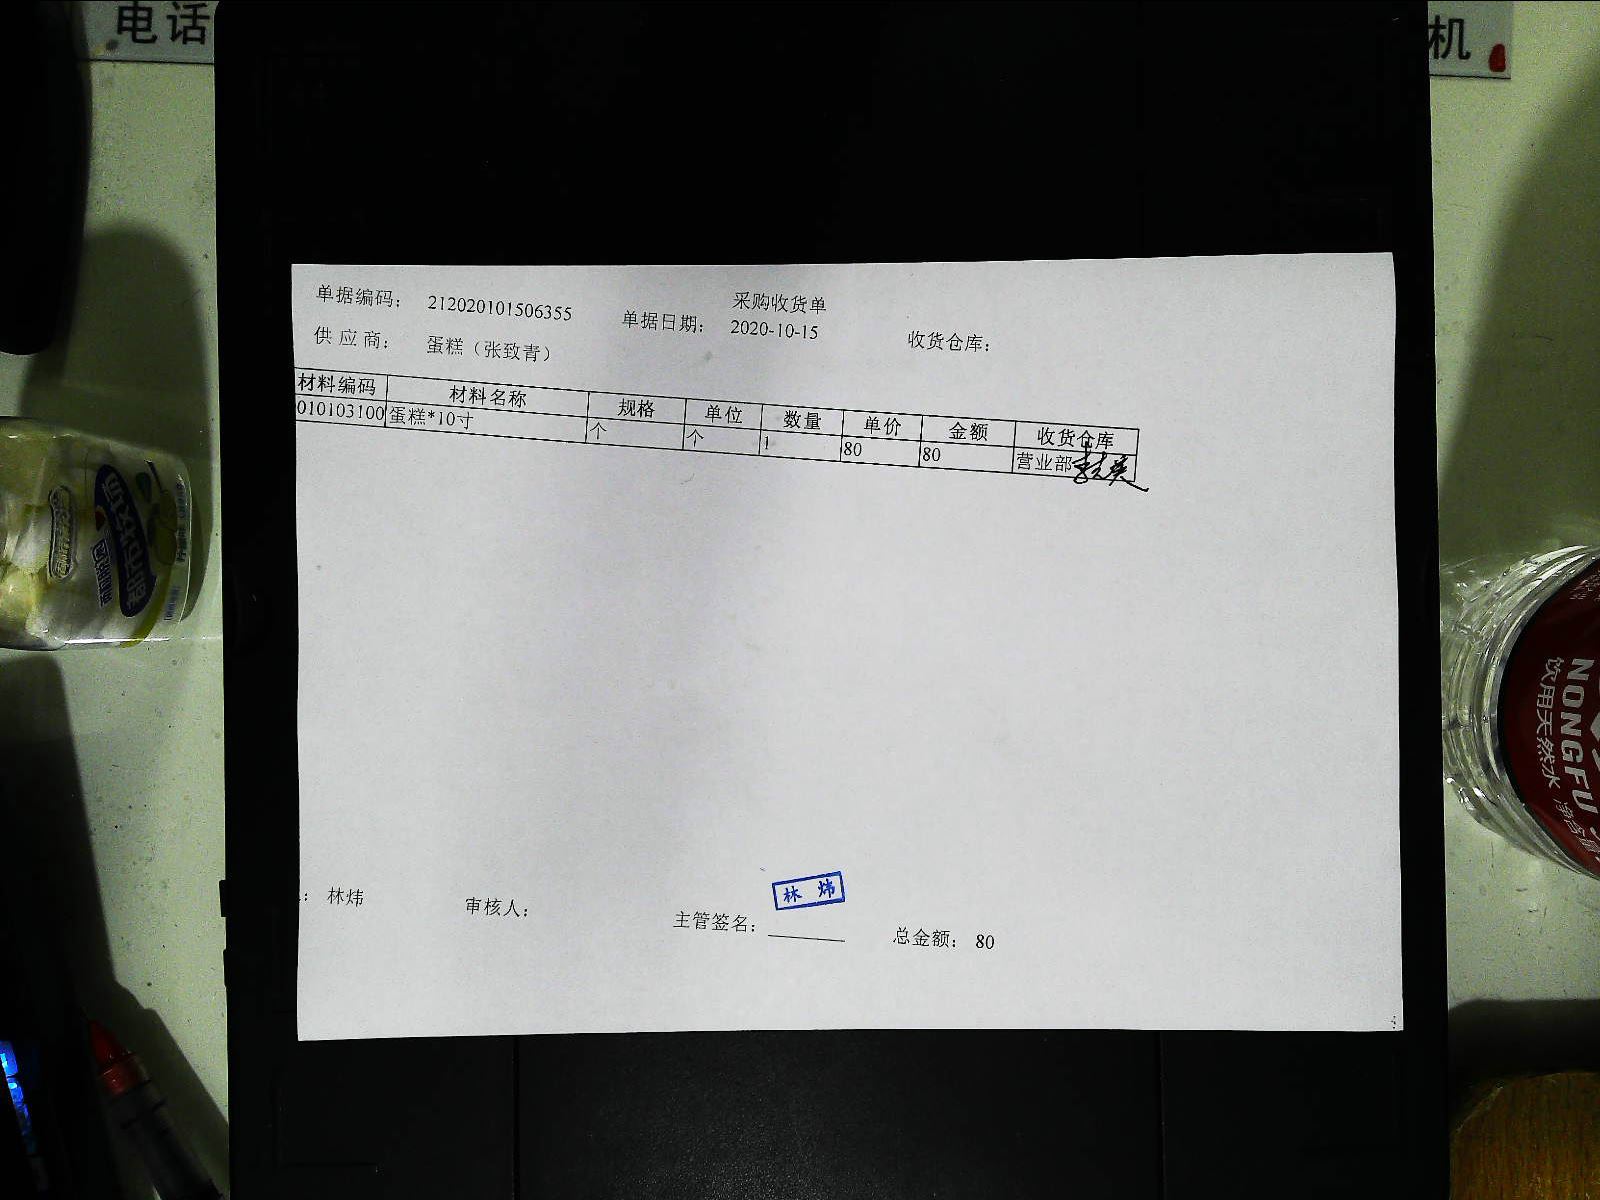 电话
机
采购收货单
单据编码： 212020101506355 单据日期： 2020-10-15 收货仓库：
供应商： 蛋糕（张致青）
材料编码 材料名称 规格 单位 数量 单价 金额 收货仓库
010103100 蛋糕*10寸 个 个 1 80 80 营业部
林炜
：林炜 审核人： 主管签名： 总金额： 80
NONGFU
饮用天然水
净含量